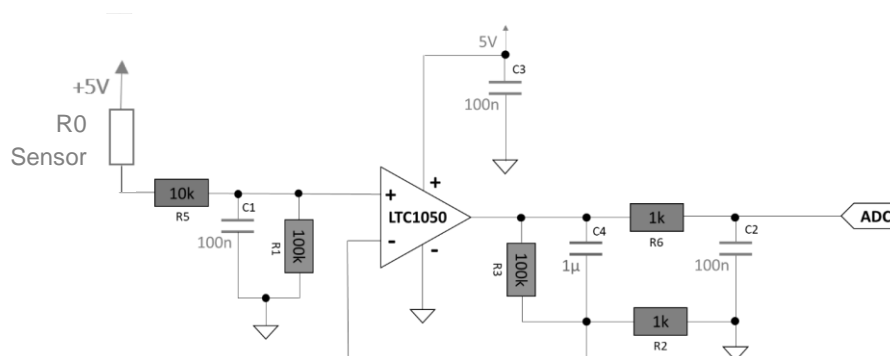 5V
C3
100n
+5V
R0
Sensor
10k
R5
C1
100n
R1
100k
+
+
LTC1050
-
-
R3
100k
C4
1µ
1k
R6
C2
100n
ADC
1k
R2